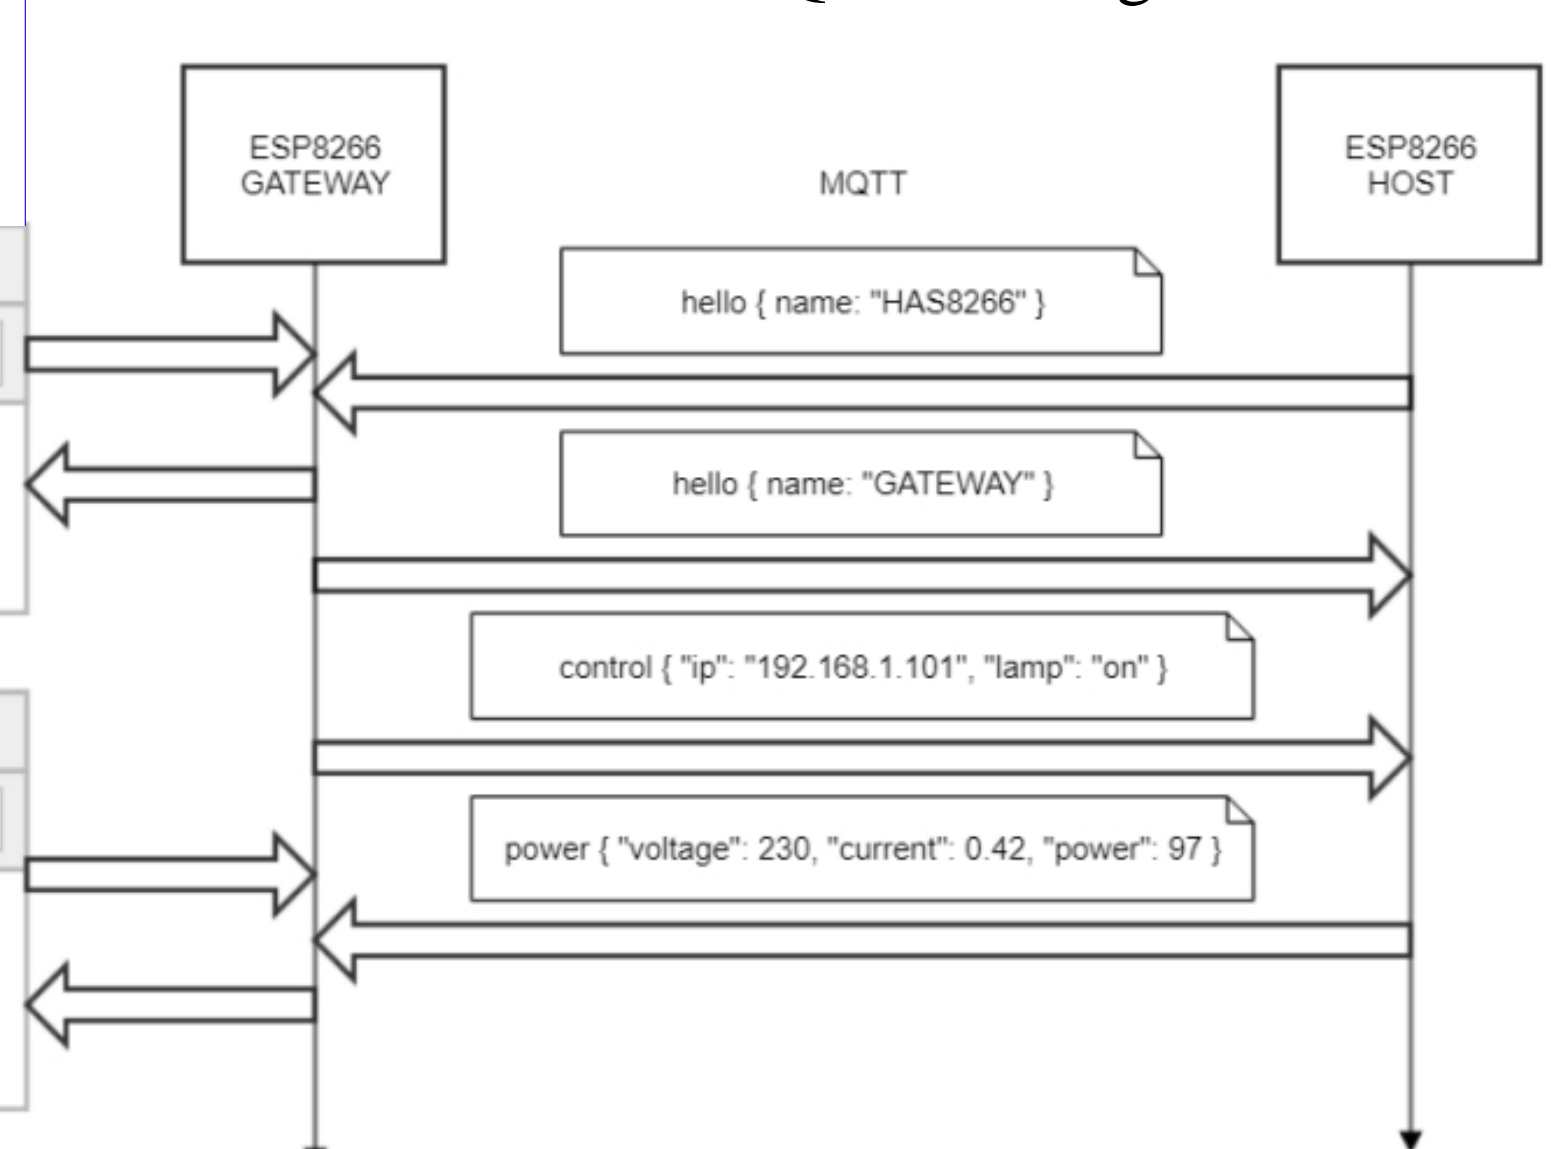 ESP8266
GATEWAY
MQTT
ESP8266
HOST
hello { name: "HAS8266" }
hello { name: "GATEWAY" }
control { "ip": "192.168.1.101", "lamp": "on" }
power { "voltage": 230, "current": 0.42, "power": 97 }